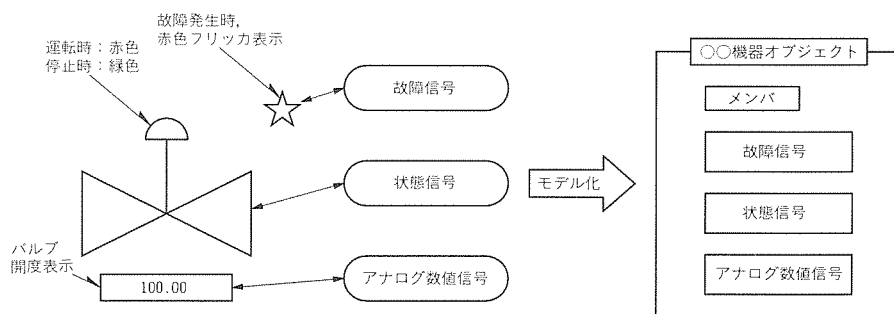 故障発生時,
赤色フリッカ表示
運転時：赤色
停止時：緑色
故障信号
状態信号
バルブ
開度表示
100.00
アナログ数値信号
モデル化
○○機器オブジェクト
メンバ
故障信号
状態信号
アナログ数値信号